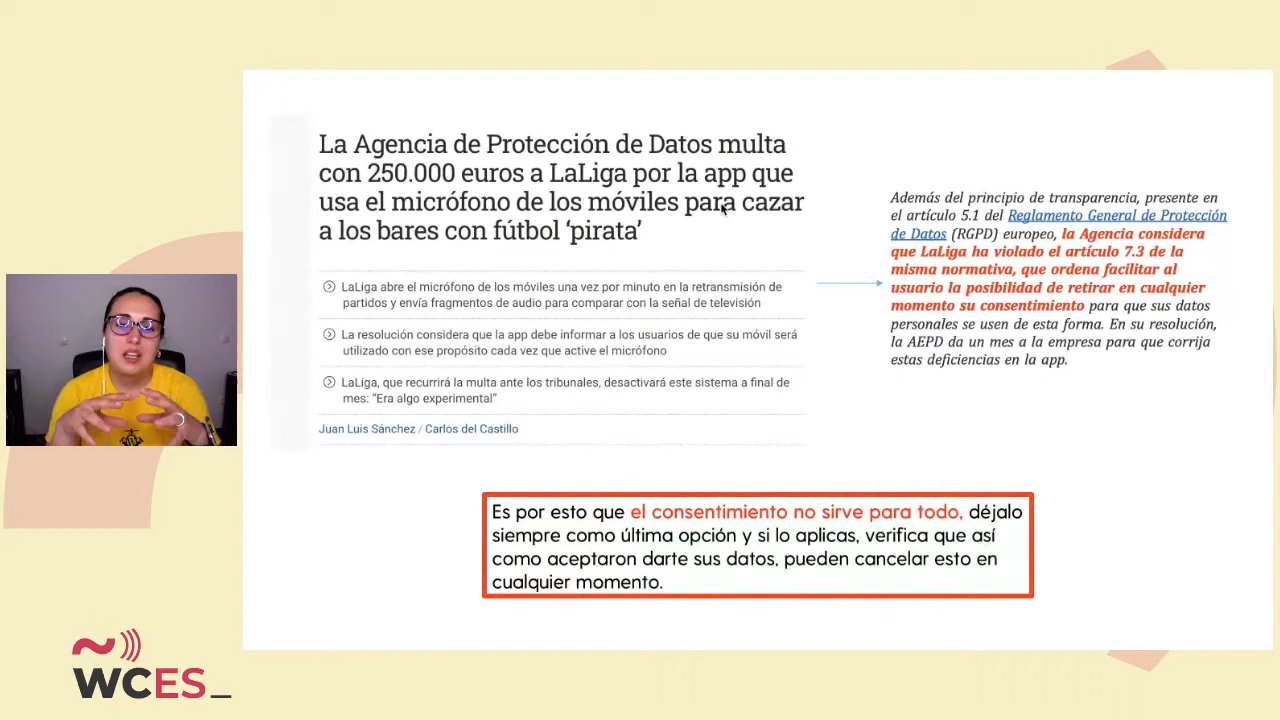 La Agencia de Protección de Datos multa
con 250.000 euros a LaLiga por la app que
usa el micrófono de los móviles para cazar
a los bares con fútbol ‘pirata’
LaLiga abre el micrófono de los móviles una vez por minuto en la retransmisión de
partidos y envía fragmentos de audio para comparar con la señal de televisión
La resolución considera que la app debe informar a los usuarios de que su móvil será
utilizado con ese propósito cada vez que active el micrófono
LaLiga, que recurrirá la multa ante los tribunales, desactivará este sistema a final de
mes: “Era algo experimental”
Juan Luis Sánchez / Carlos del Castillo
Además del principio de transparencia, presente en
el artículo 5.1 del Reglamento General de Protección
de Datos (RGPD) europeo, la Agencia considera
que LaLiga ha violado el artículo 7.3 de la
misma normativa, que ordena facilitar al
usuario la posibilidad de retirar en cualquier
momento su consentimiento para que sus datos
personales se usen de esta forma. En su resolución,
la AEPD da un mes a la empresa para que corrija
estas deficiencias en la app.
Es por esto que el consentimiento no sirve para todo, déjalo
siempre como última opción y si lo aplicas, verifica que así
como aceptaron darte sus datos, pueden cancelar esto en
cualquier momento.
WCES_